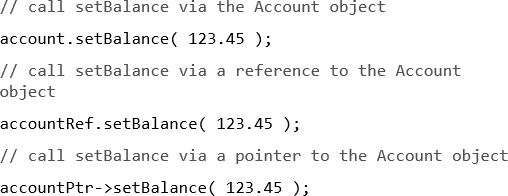 // call setBalance via the Account object
account.setBalance( 123.45 );
// call setBalance via a reference to the Account
object
accountRef.setBalance( 123.45 );
// call setBalance via a pointer to the Account object
accountPtr->setBalance( 123.45 );